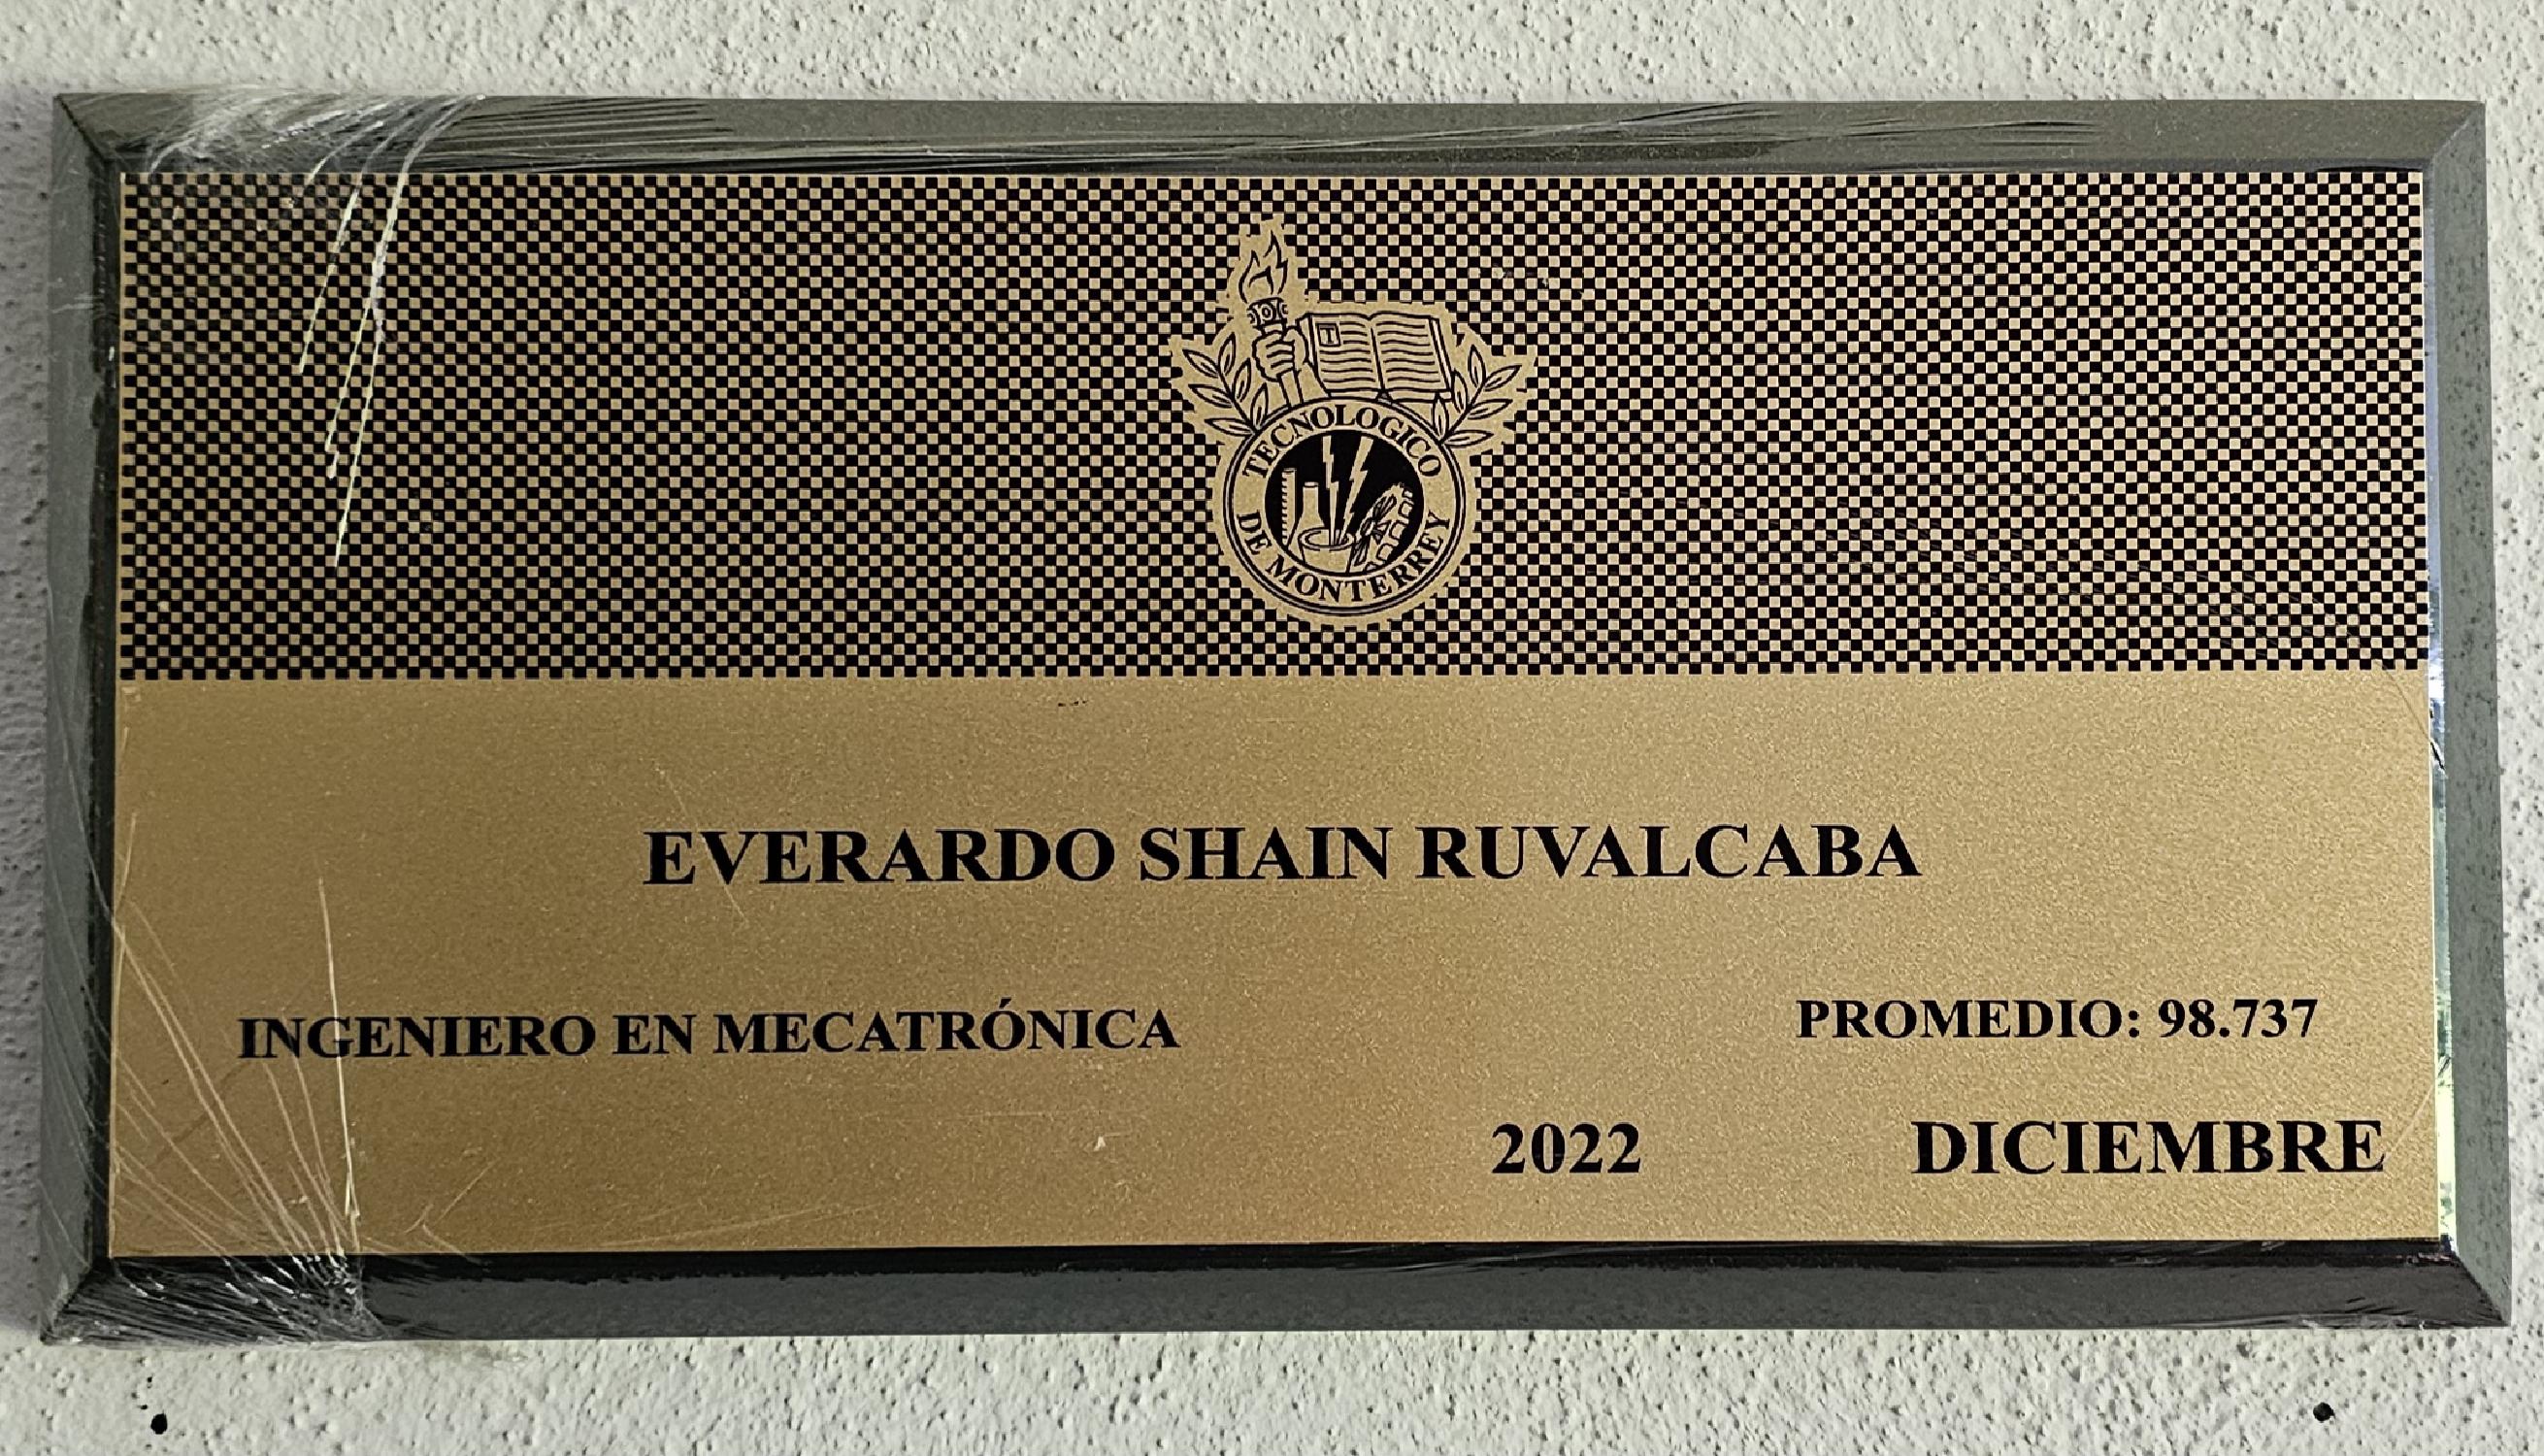 T
TECNOLOGICO
DE MONTERREY
EVERARDO SHAIN RUVALCABA
INGENIERO EN MECATRÓNICA
PROMEDIO: 98.737
2022 DICIEMBRE